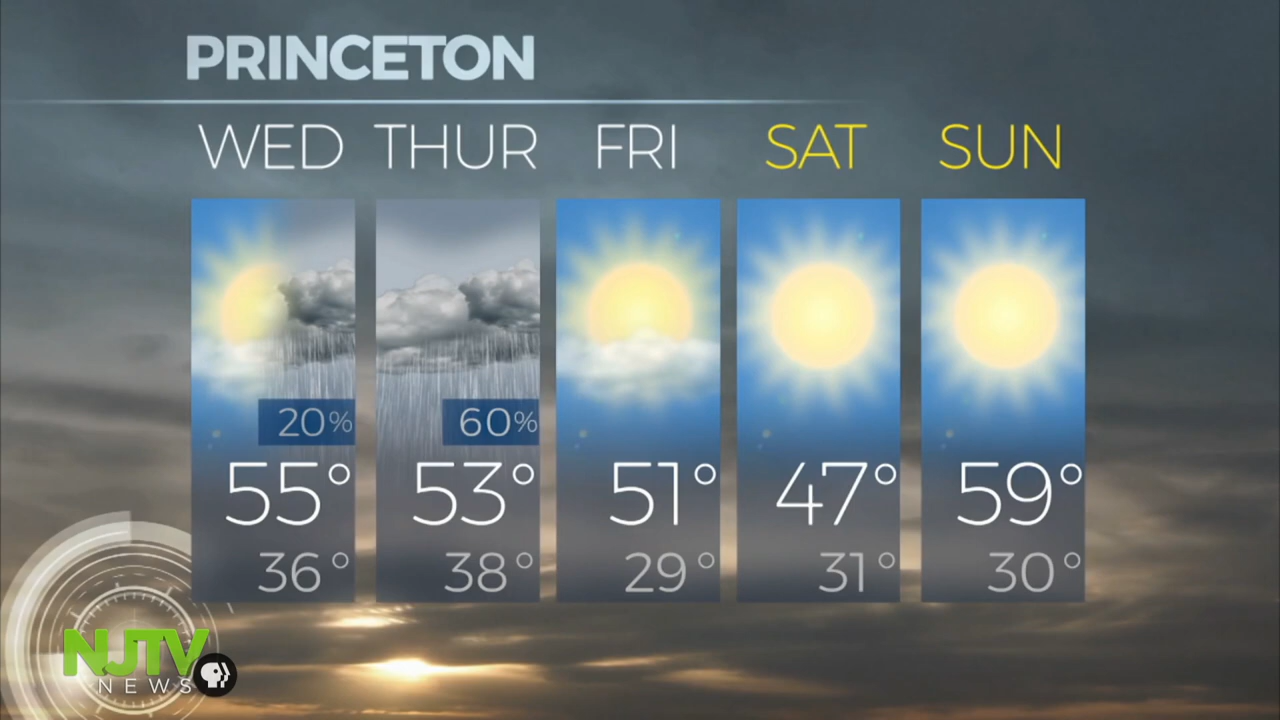 PRINCETON
WED THUR FRI SAT SUN
20% 60%
55° 53° 51° 47° 59°
36° 38° 29° 31° 30°
NJTV
NEWS